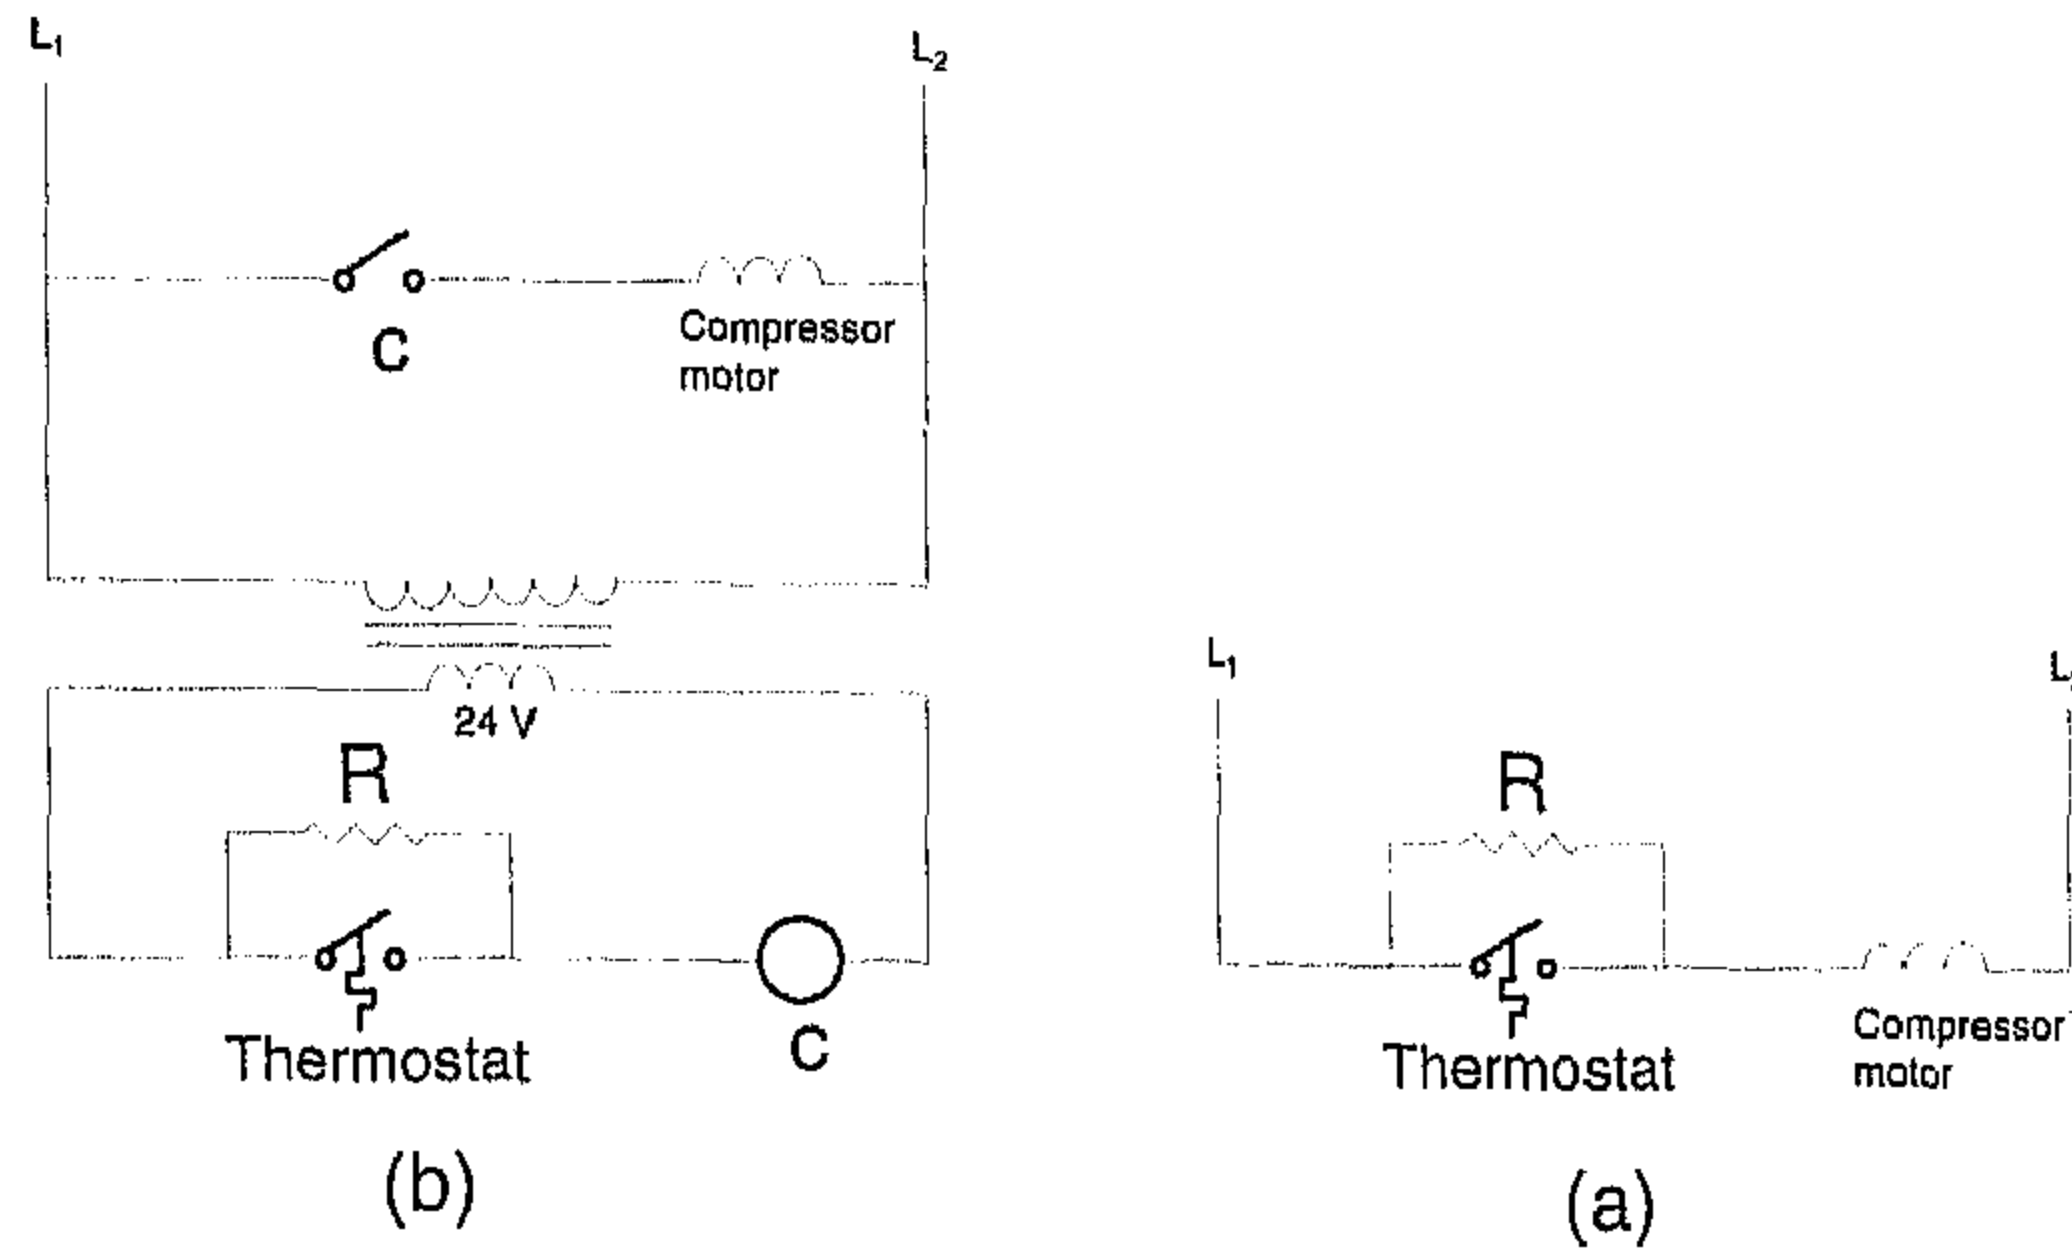 L₁
L₂
C
Compressor
motor
24 V
R
Thermostat
C
(b)
L₁
L
R
Thermostat
Compressor
motor
(a)